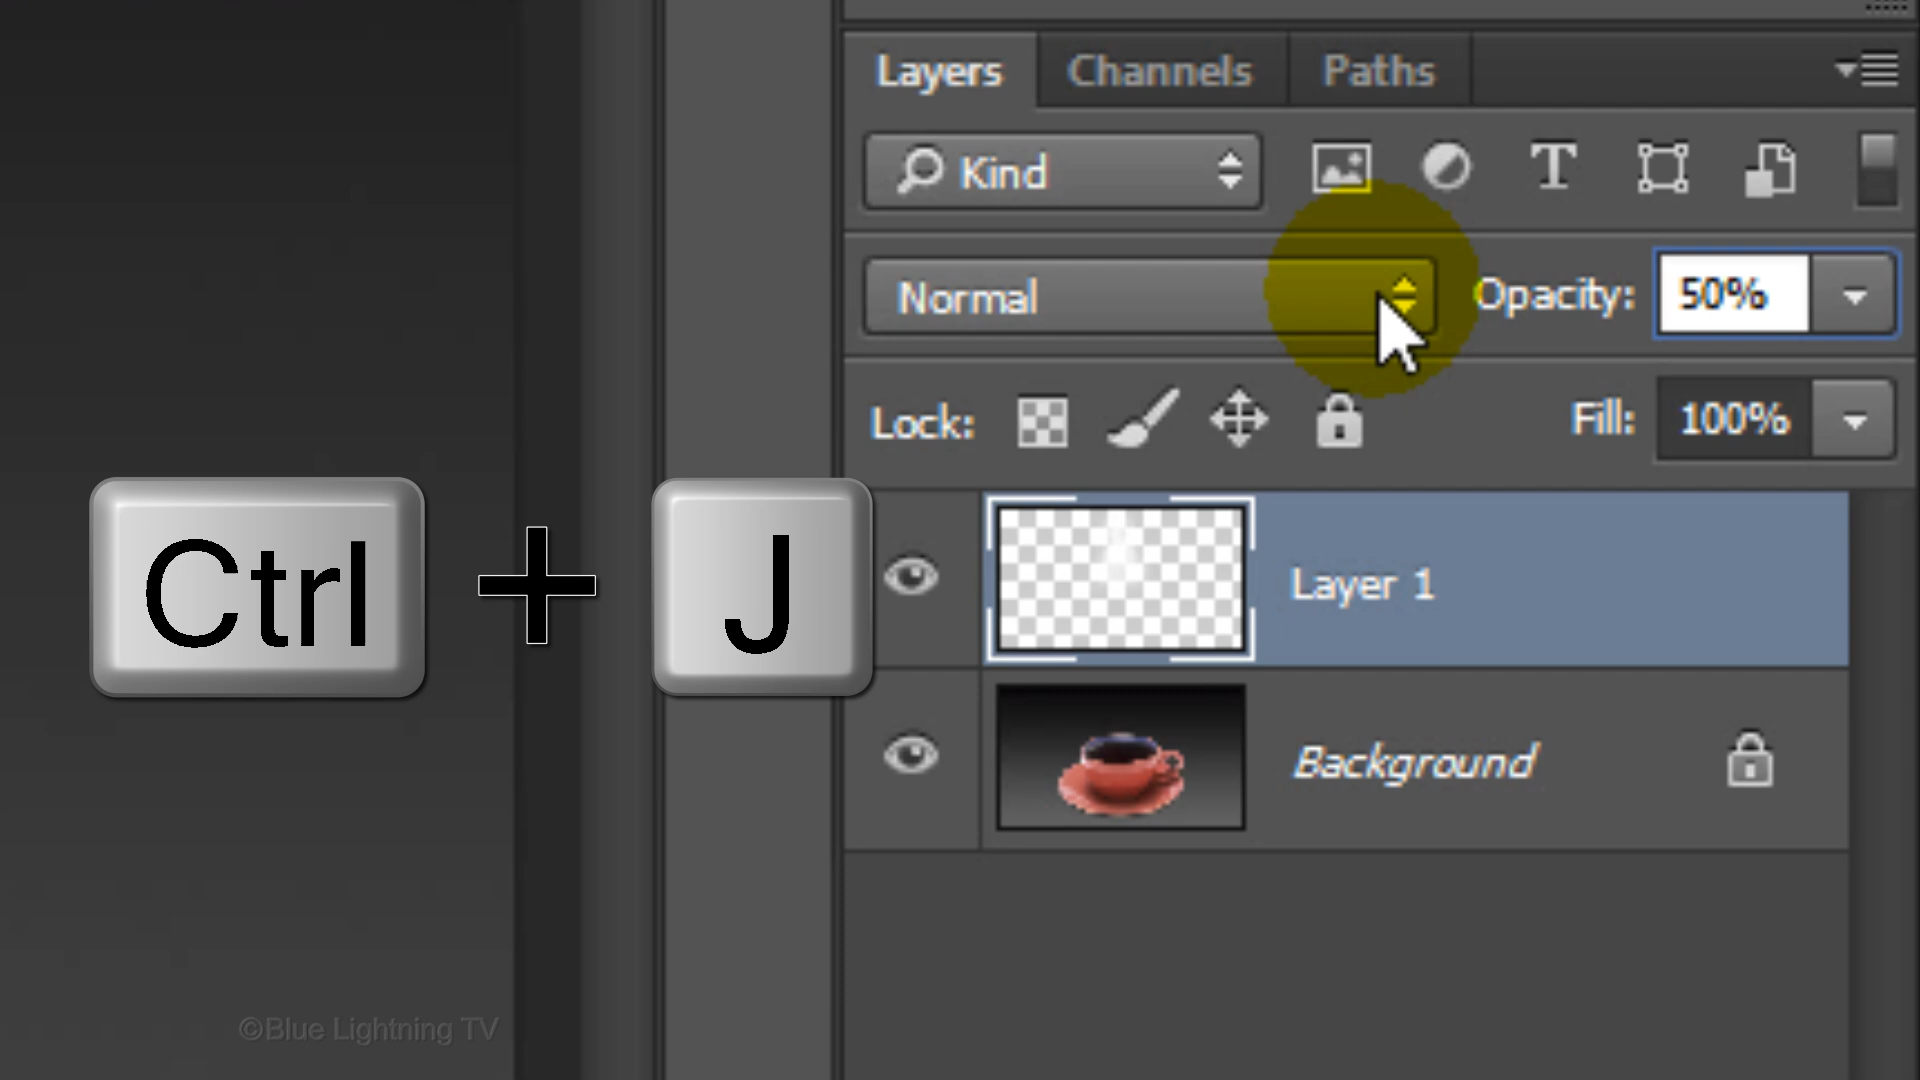 Layers Channels Paths
Kind T
Normal Opacity: 50%
Lock: Fill: 100%
Ctrl + J
Layer 1
Background
©Blue Lightning TV